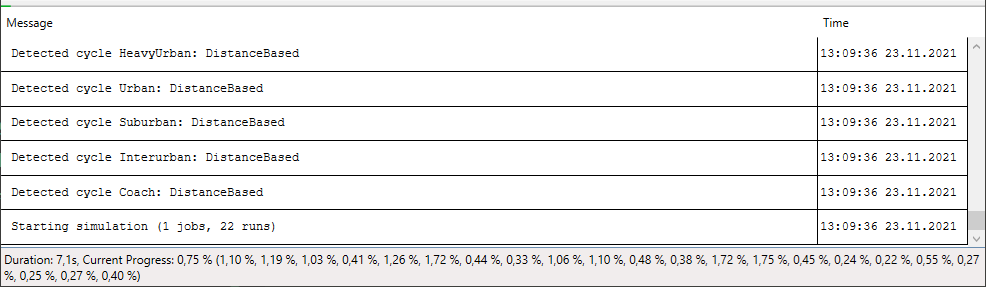 Message Time
Detected cycle HeavyUrban: DistanceBased 13:09:36 23.11.2021
Detected cycle Urban: DistanceBased 13:09:36 23.11.2021
Detected cycle Suburban: DistanceBased 13:09:36 23.11.2021
Detected cycle Interurban: DistanceBased 13:09:36 23.11.2021
Detected cycle Coach: DistanceBased 13:09:36 23.11.2021
Starting simulation (1 jobs, 22 runs) 13:09:36 23.11.2021
Duration: 7,1s, Current Progress: 0,75 % (1,10 %, 1,19 %, 1,03 %, 0,41 %, 1,26 %, 1,72 %, 0,44 %, 0,33 %, 1,06 %, 1,10 %, 0,48 %, 0,38 %, 1,72 %, 1,75 %, 0,45 %, 0,24 %, 0,22 %, 0,55 %, 0,27
%, 0,25 %, 0,27 %, 0,40 %)